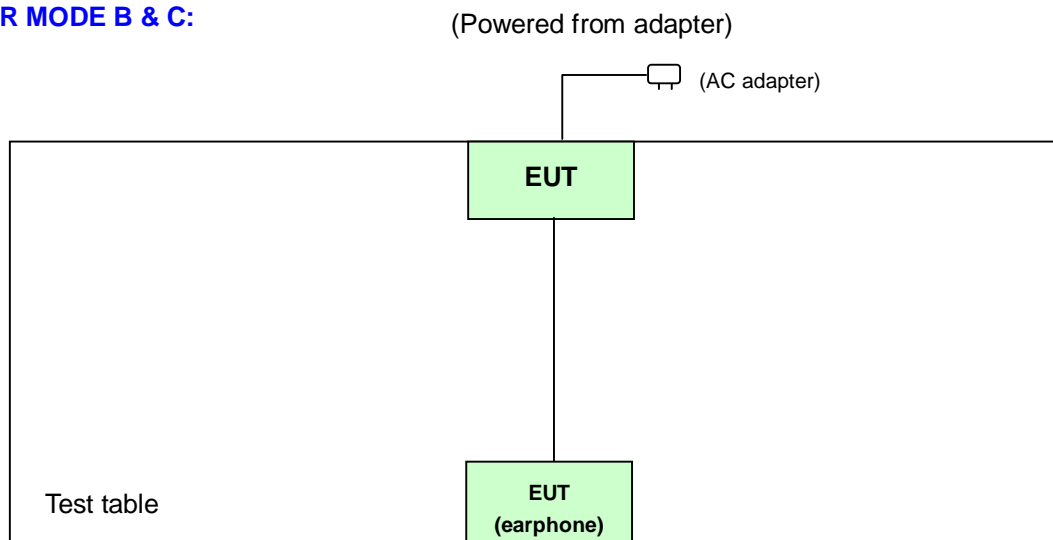 R MODE B & C:
(Powered from adapter)
(AC adapter)
EUT
Test table
EUT
(earphone)